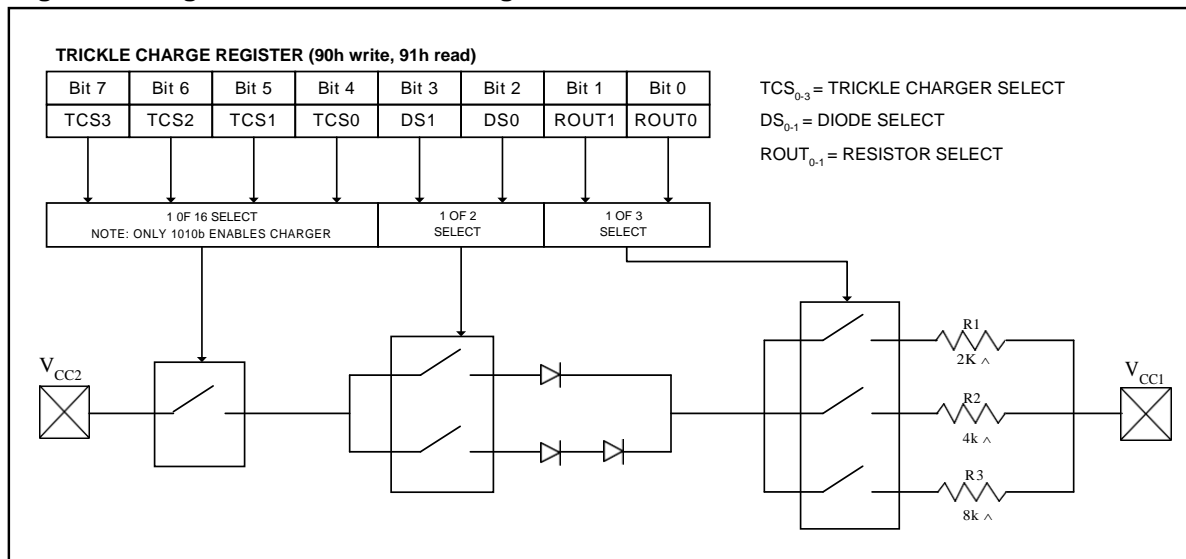 TRICKLE CHARGE REGISTER (90h write, 91h read)
Bit 7 Bit 6 Bit 5 Bit 4 Bit 3 Bit 2 Bit 1 Bit 0
TCS3 TCS2 TCS1 TCS0 DS1 DS0 ROUT1 ROUT0
TCS0-3 = TRICKLE CHARGER SELECT
DS0-1 = DIODE SELECT
ROUT0-1 = RESISTOR SELECT
1 0F 16 SELECT
NOTE: ONLY 1010b ENABLES CHARGER
1 OF 2
SELECT
1 OF 3
SELECT
VCC2
R1
2K ^
R2
4k ^
R3
8k ^
VCC1